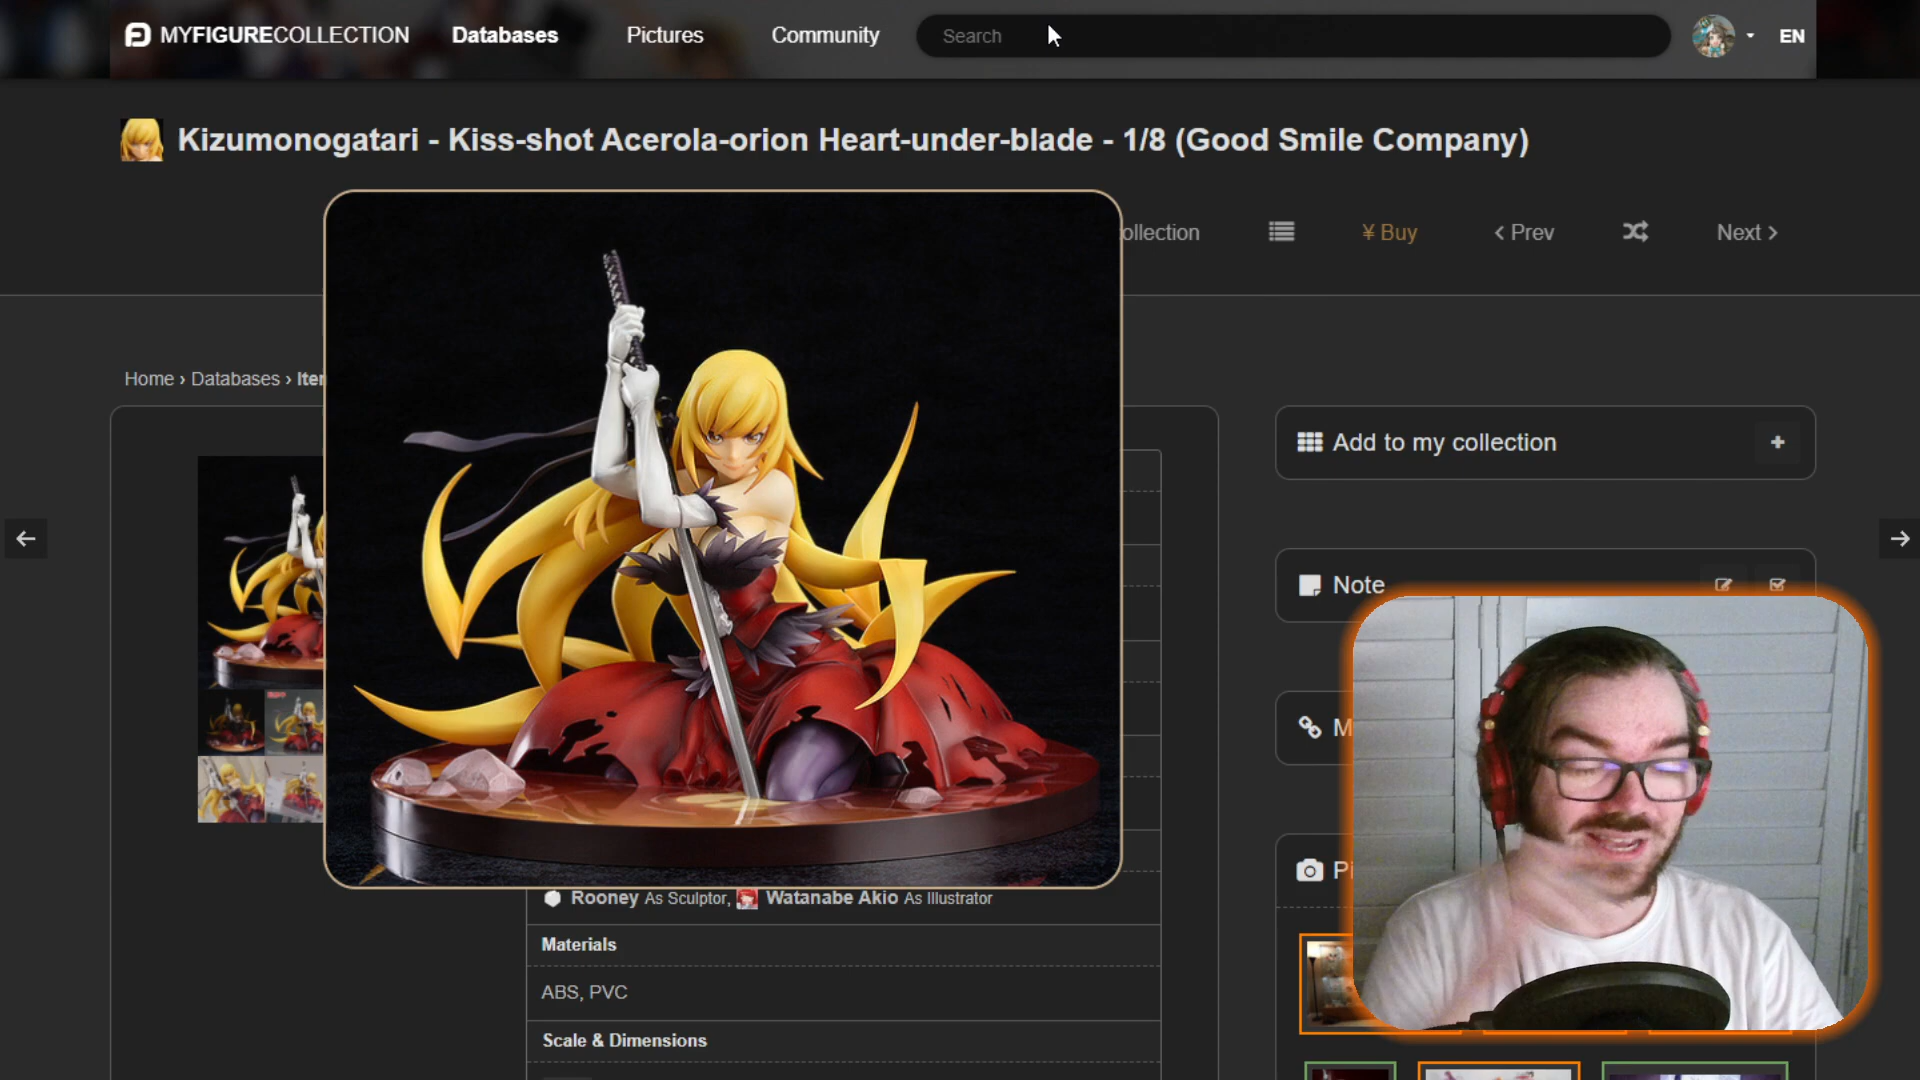 MYFIGURECOLLECTION Databases Pictures Community Search EN
Kizumonogatari - Kiss-shot Acerola-orion Heart-under-blade - 1/8 (Good Smile Company)
ollection ¥ Buy ‹ Prev Next ›
Home › Databases › Iter
Add to my collection +
Note
M
Pi
Rooney As Sculptor, Watanabe Akio As Illustrator
Materials
ABS, PVC
Scale & Dimensions